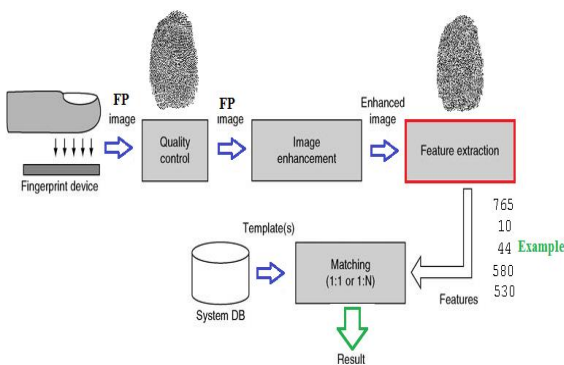 FP
image
Quality
control
FP
image
Image
enhancement
Enhanced
image
Feature extraction
Fingerprint device
765
10
44 Example
580
530
Features
Template(s)
System DB
Matching
(1:1 or 1:N)
Result